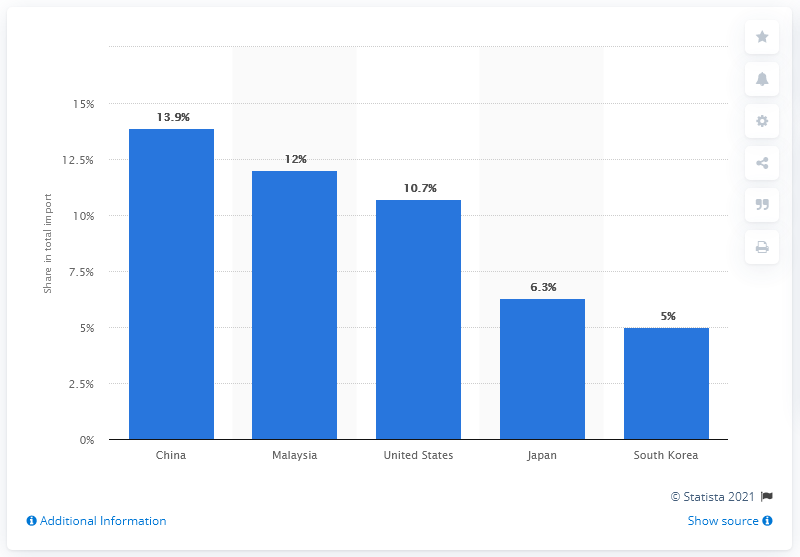 15%
12.5%
10%
7.5%
5%
2.5%
0%
Share in total import
13.9%
12%
10.7%
6.3%
5%
China
Malaysia
United States
Japan
South Korea
© Statista 2021
Additional Information
Show source